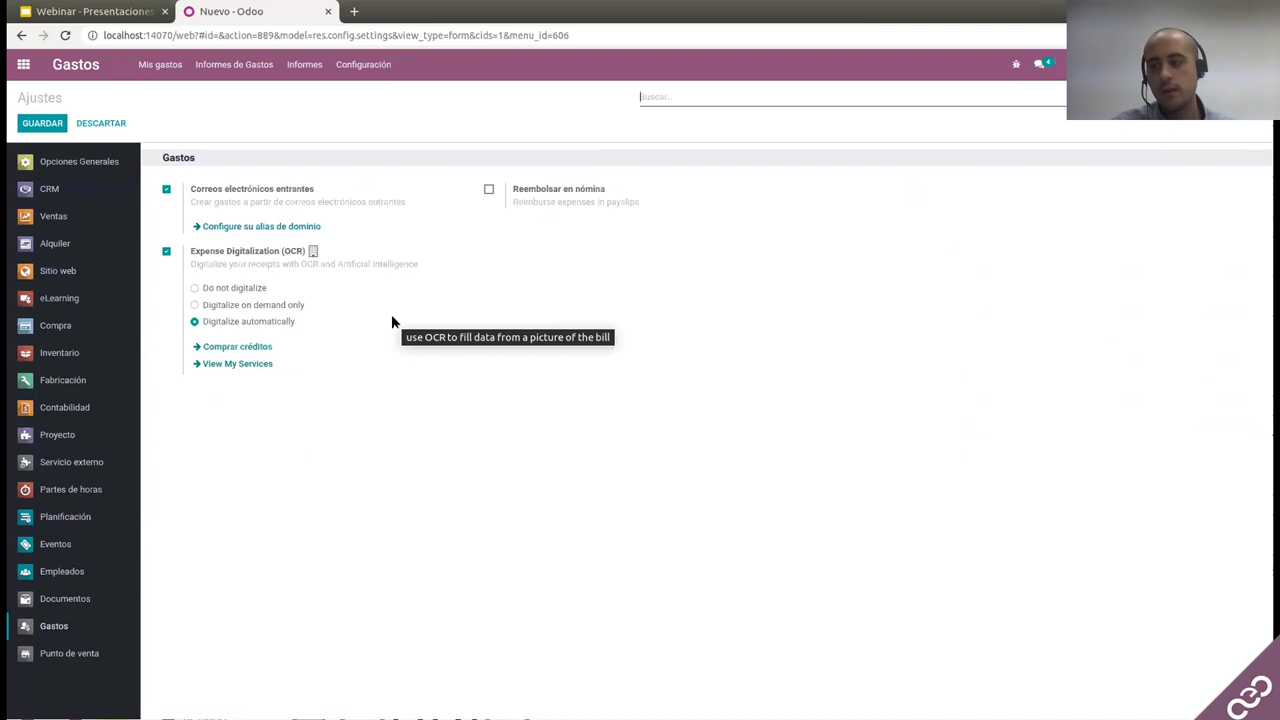 Webinar - Presentaciones
Nuevo - Odoo
localhost:14070/web?#id=&action=889&model=res.config.settings&view_type=form&cids=1&menu_id=606
Gastos
Mis gastos
Informes de Gastos
Informes
Configuración
4
Ajustes
Buscar...
GUARDAR
DESCARTAR
Opciones Generales
CRM
Ventas
Alquiler
Sitio web
eLearning
Compra
Inventario
Fabricación
Contabilidad
Proyecto
Servicio externo
Partes de horas
Planificación
Eventos
Empleados
Documentos
Gastos
Punto de venta
Gastos
Correos electrónicos entrantes
Crear gastos a partir de correos electrónicos entrantes
Configure su alias de dominio
Expense Digitalization (OCR)
Digitalize your receipts with OCR and Artificial Intelligence
Do not digitalize
Digitalize on demand only
Digitalize automatically
Comprar créditos
View My Services
Reembolsar en nómina
Reimburse expenses in payslips
use OCR to fill data from a picture of the bill